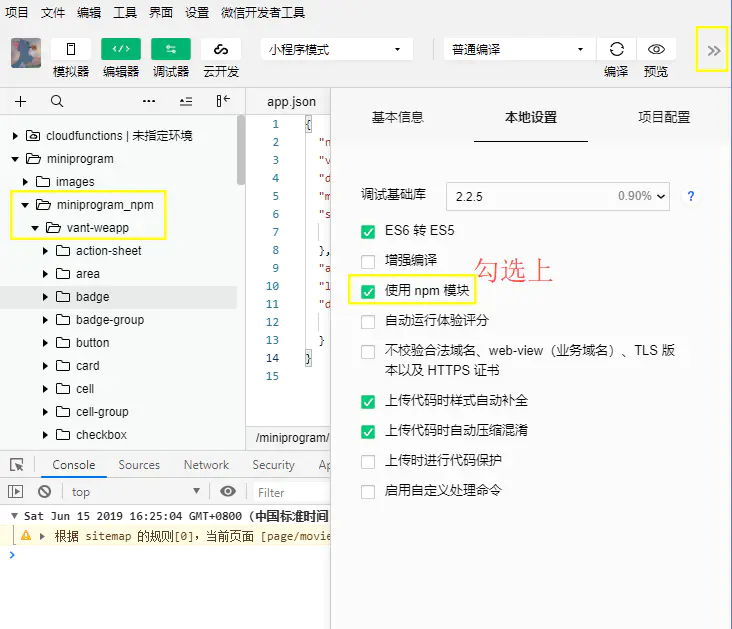 项目 文件 编辑 工具 界面 设置 微信开发者工具
小程序模式 普通编译
模拟器 编辑器 调试器 云开发 编译 预览
app.json
cloudfunctions | 未指定环境
miniprogram
images
miniprogram_npm
vant-weapp
action-sheet
area
badge
badge-group
button
card
cell
cell-group
checkbox
1 {
2 "n
3 "v
4 "d
5 "m
6 "s
7
8 },
9 "a
10 "l
11 "d
12
13 }
14 }
15
/miniprogram/
基本信息 本地设置 项目配置
调试基础库 2.2.5 0.90% ?
ES6 转 ES5
增强编译
勾选上
使用 npm 模块
自动运行体验评分
不校验合法域名、web-view（业务域名）、TLS 版
本以及 HTTPS 证书
上传代码时样式自动补全
上传代码时自动压缩混淆
上传时进行代码保护
启用自定义处理命令
Console Sources Network Security Ap
top Filter
Sat Jun 15 2019 16:25:04 GMT+0800 (中国标准时间
根据 sitemap 的规则[0]，当前页面 [page/movie